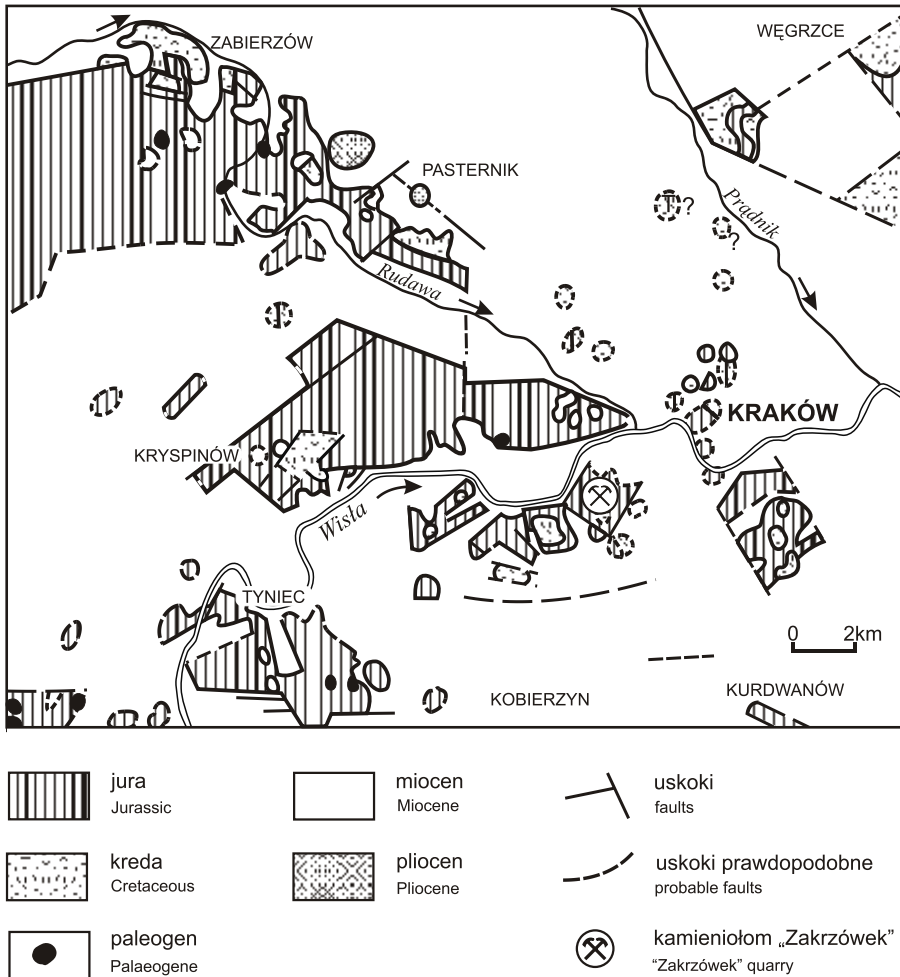 ZABIERZÓW
WĘGRZCE
PASTERNIK
?
Prądnik
?
Rudawa
KRAKÓW
KRYSPINÓW
Wisła
TYNIEC
0 2km
KOBIERZYN
KURDWANÓW
jura
Jurassic
miocen
Miocene
uskoki
faults
kreda
Cretaceous
pliocen
Pliocene
uskoki prawdopodobne
probable faults
paleogen
Palaeogene
kamieniołom „Zakrzówek"
"Zakrzówek" quarry